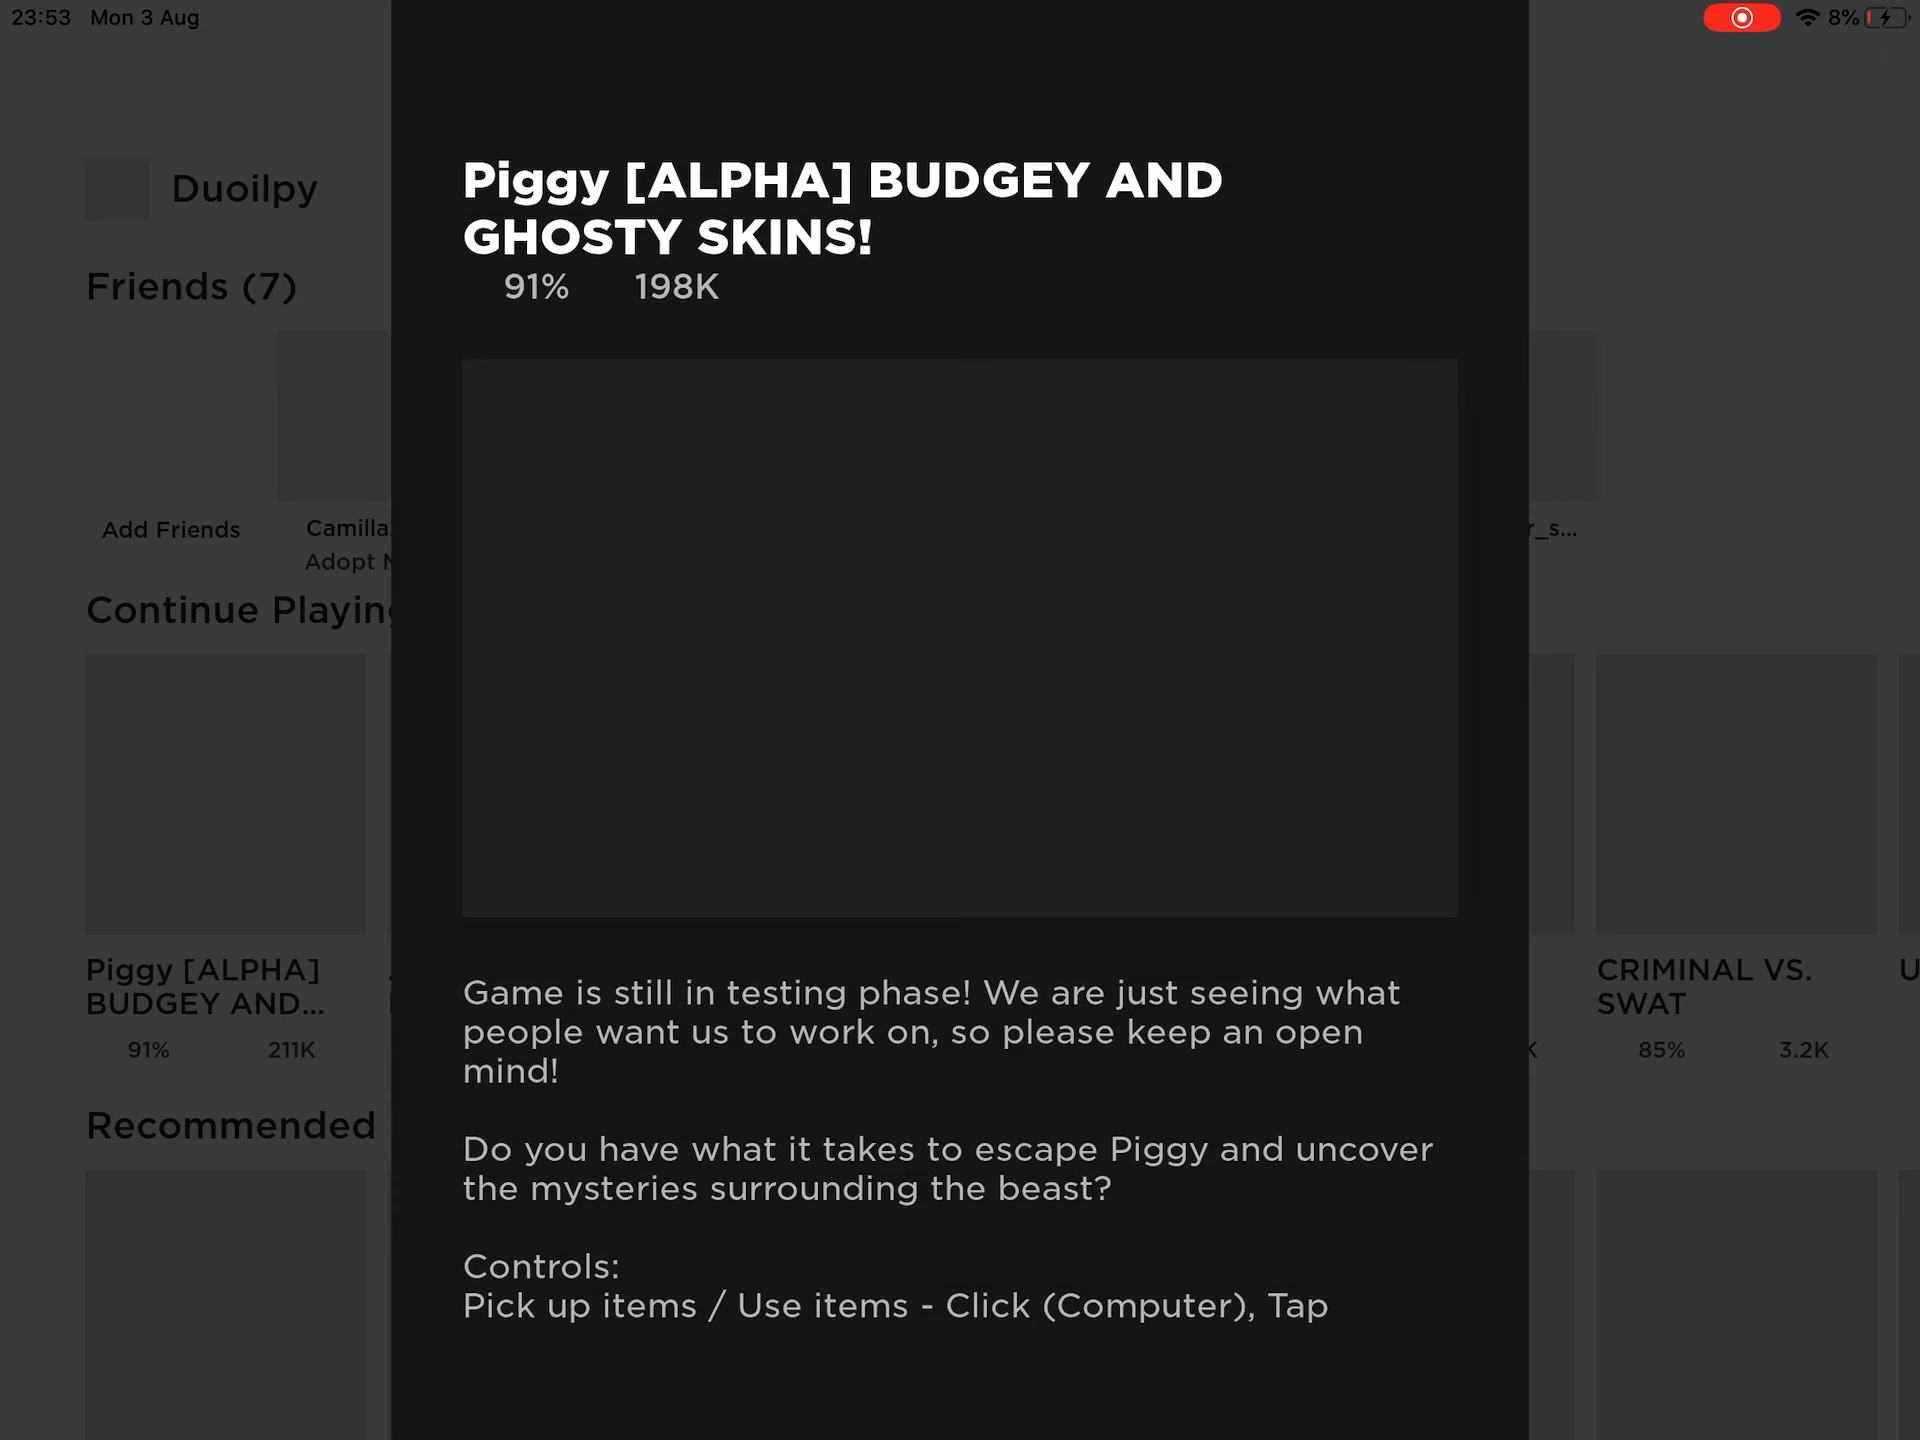 23:53 Mon 3 Aug
8%
Duoilpy
Friends (7)
Add Friends
Camilla
Adopt
r_s...
Continue Playing
Piggy [ALPHA]
BUDGEY AND...
91% 211K
CRIMINAL VS.
SWAT
85% 3.2K
U
K
Recommended
Piggy [ALPHA] BUDGEY AND
GHOSTY SKINS!
91% 198K
Game is still in testing phase! We are just seeing what
people want us to work on, so please keep an open
mind!
Do you have what it takes to escape Piggy and uncover
the mysteries surrounding the beast?
Controls:
Pick up items / Use items - Click (Computer), Tap